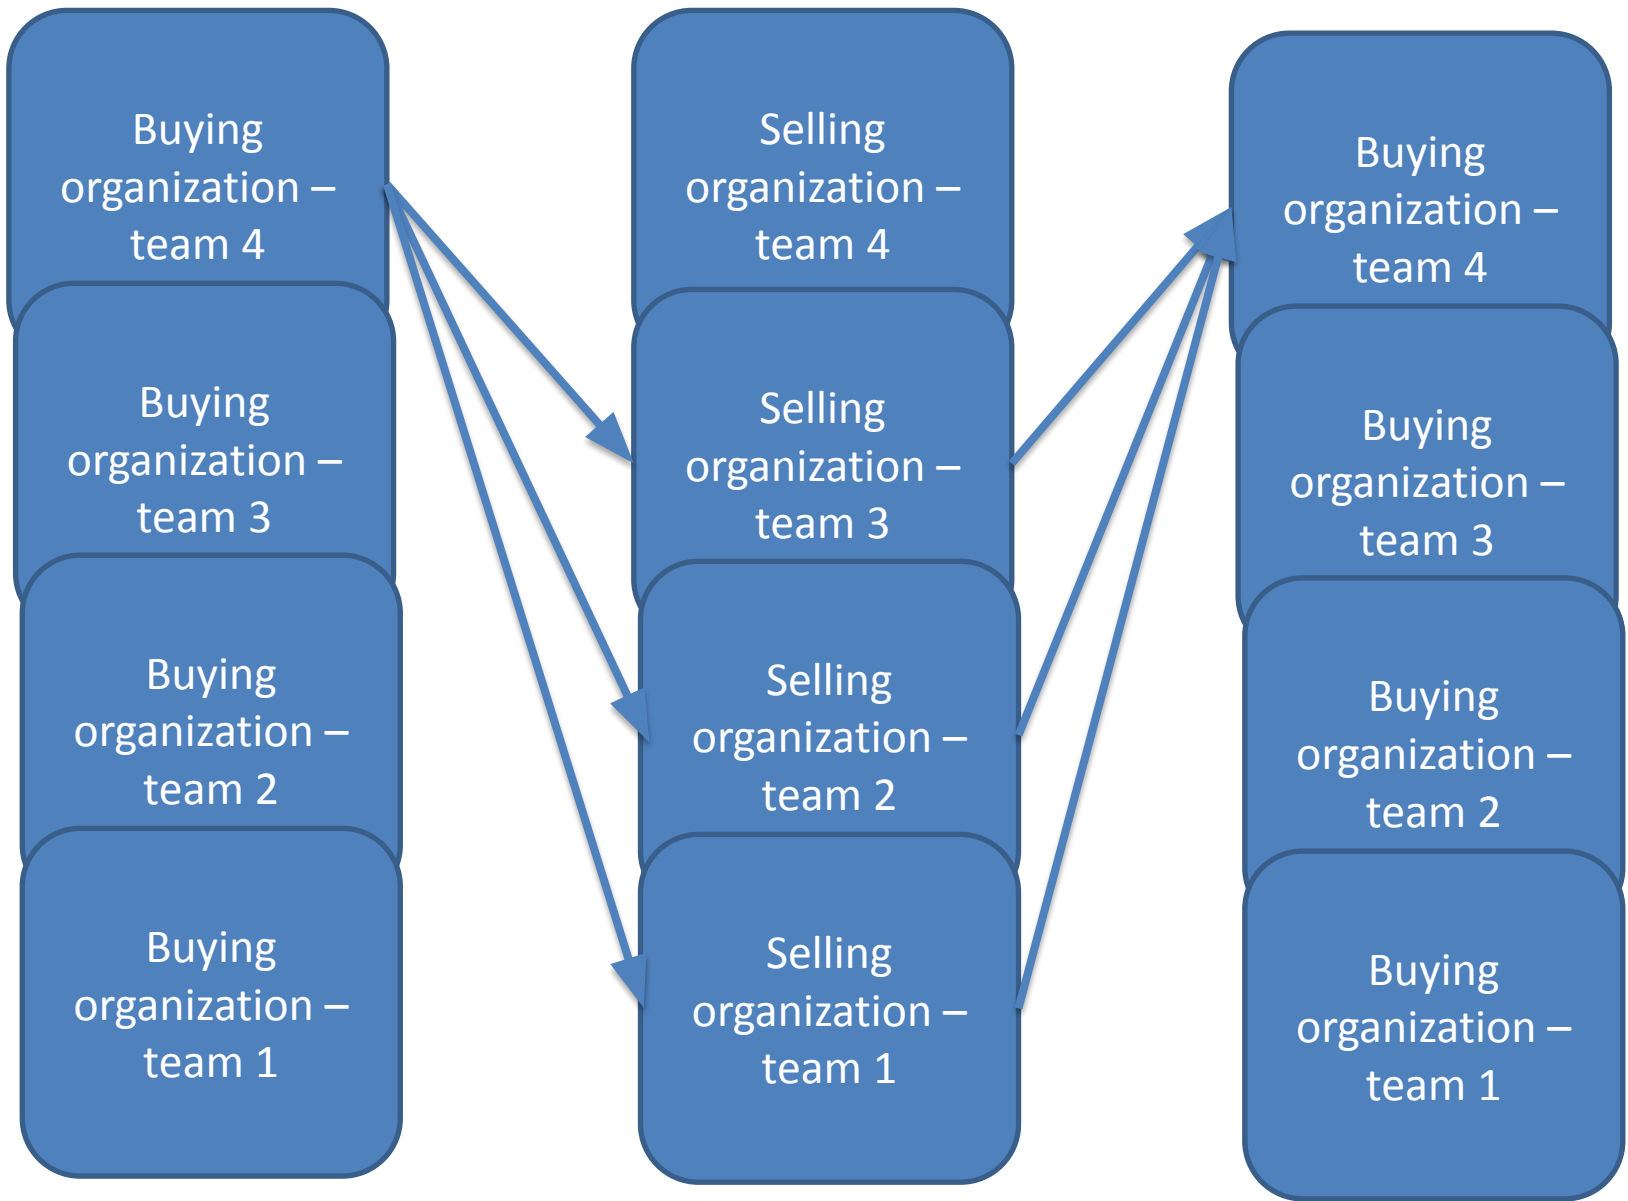 Buying
organization –
team 4
Buying
organization –
team 3
Buying
organization –
team 2
Buying
organization –
team 1
Selling
organization –
team 4
Selling
organization –
team 3
Selling
organization –
team 2
Selling
organization –
team 1
Buying
organization –
team 4
Buying
organization –
team 3
Buying
organization –
team 2
Buying
organization –
team 1